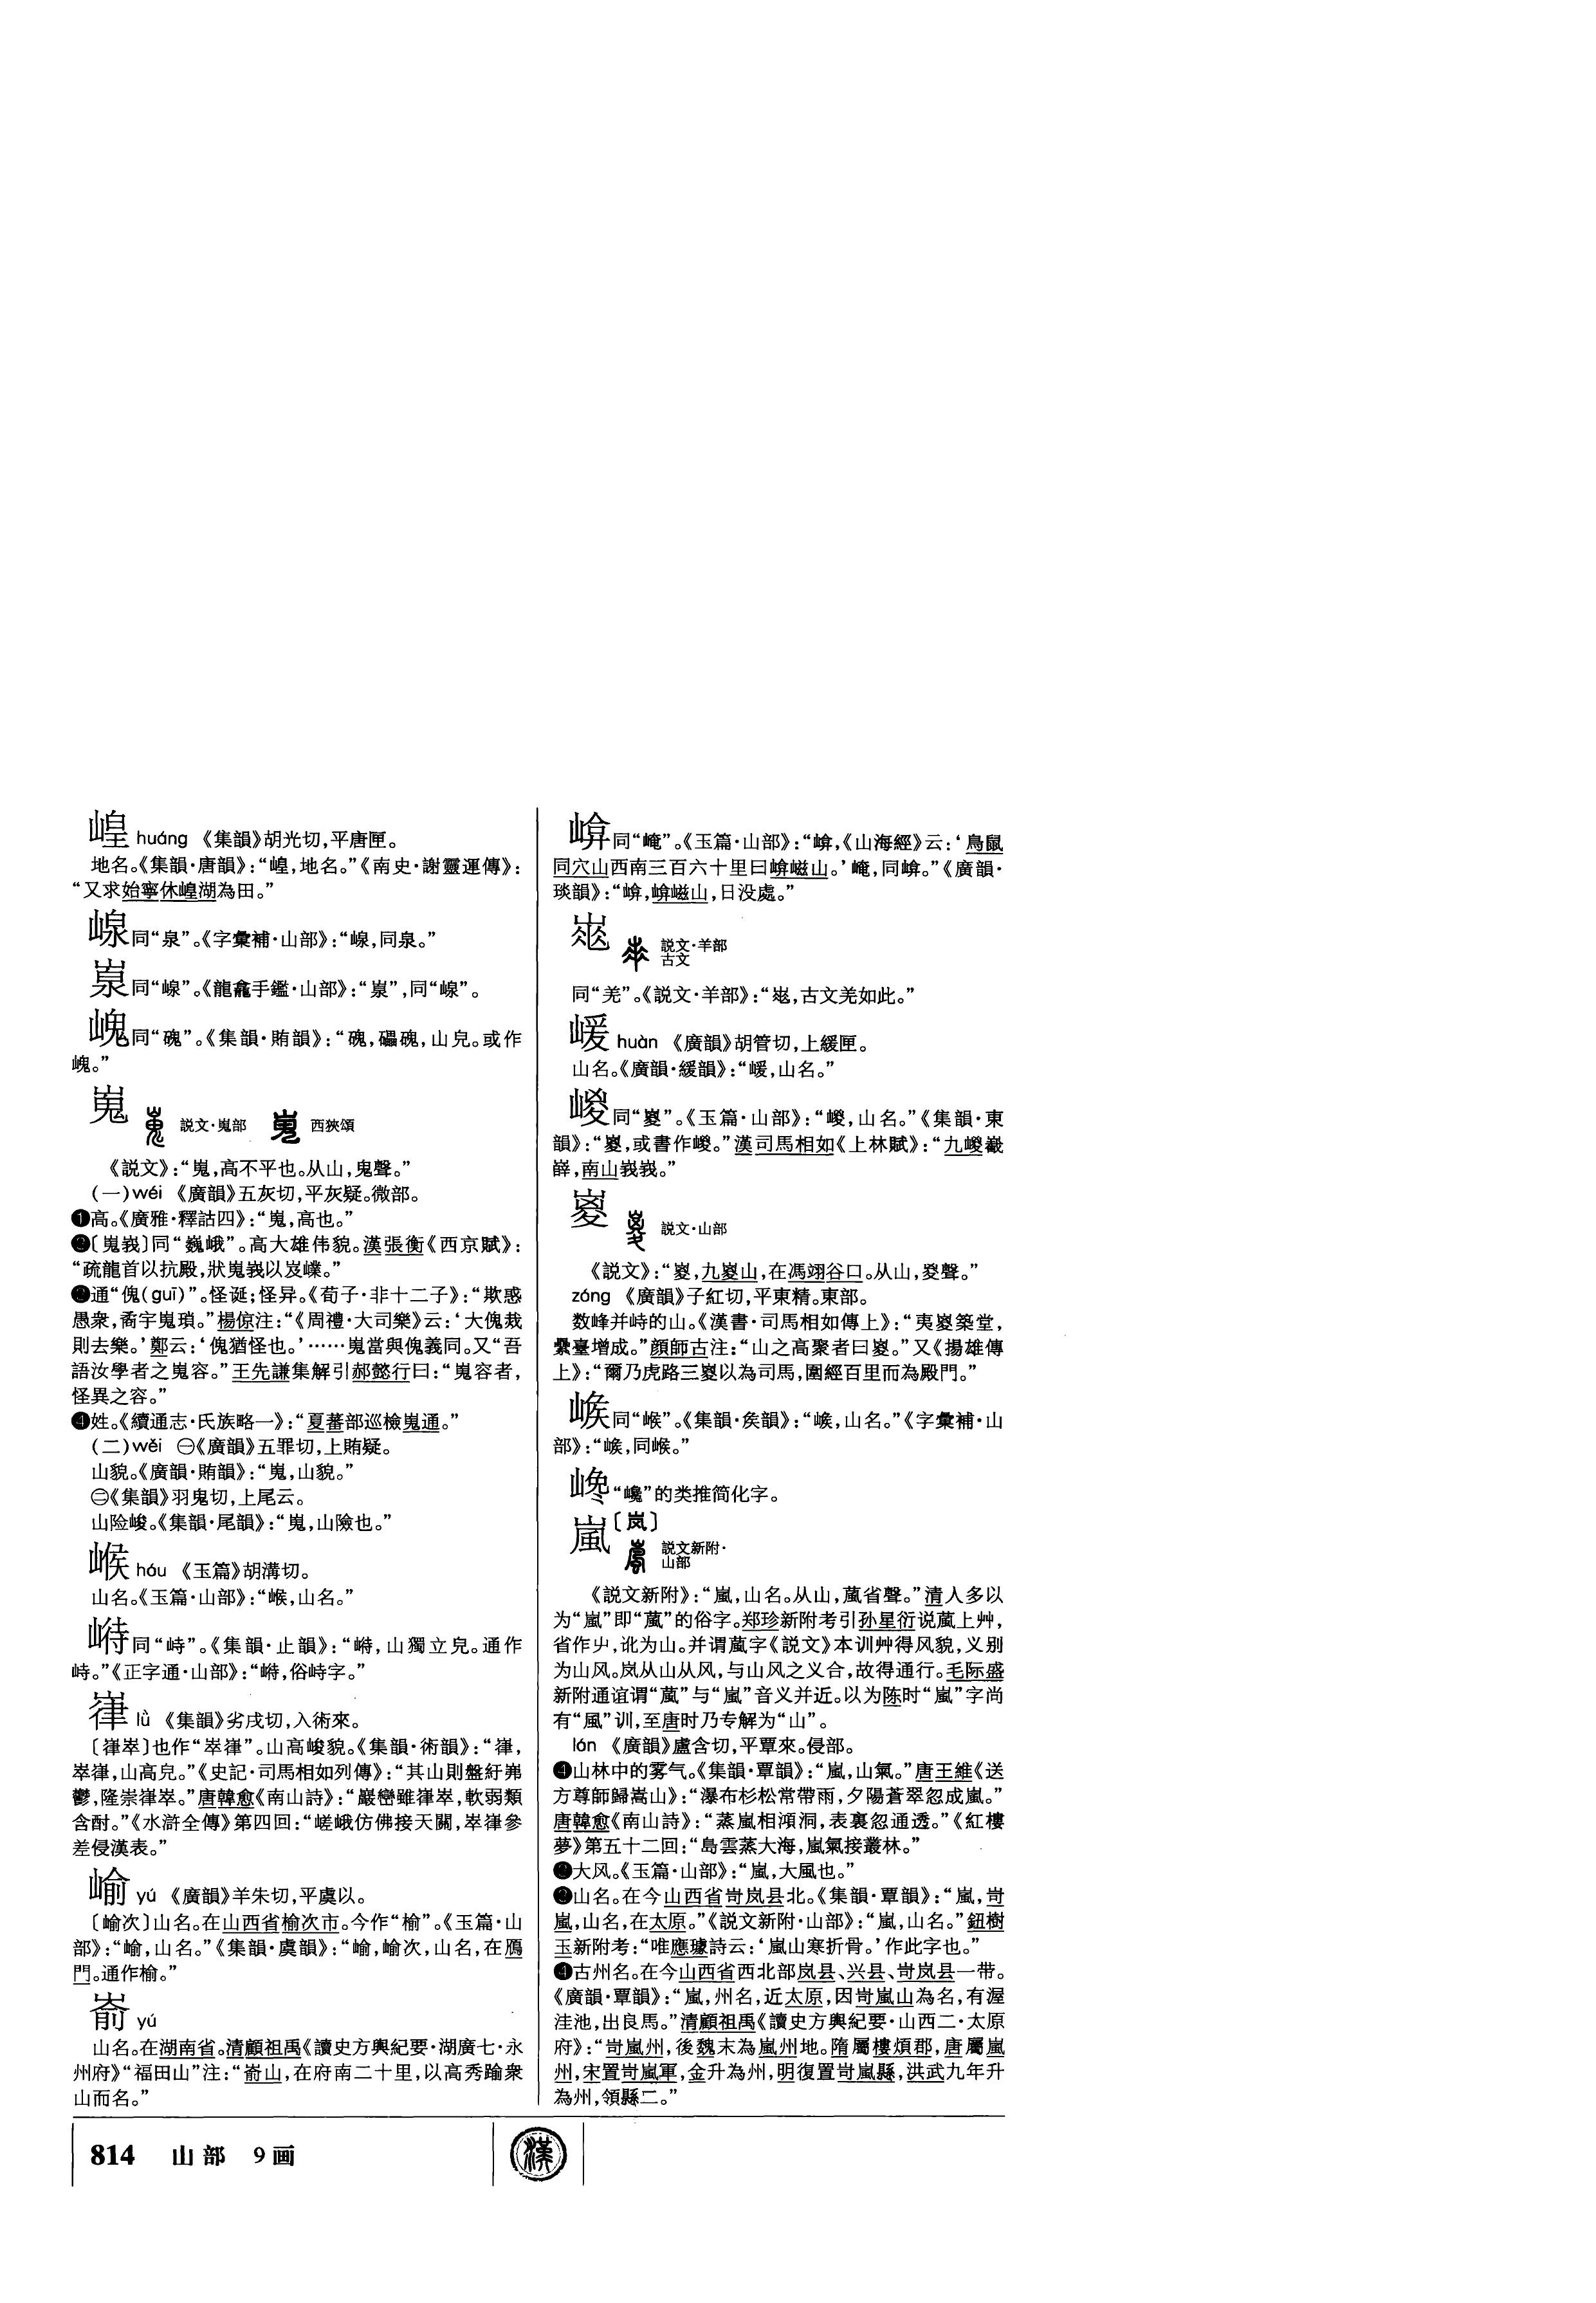 崲 huáng 《集韻》胡光切,平唐匣。
地名。《集韻·唐韻》:“崲,地名。”《南史·謝靈運傳》:
“又求始寧休崲湖為田。”
㟫同“泉”。《字彙補·山部》:“㟫,同泉。”
𡹵同“㟫”。《龍龕手鑑·山部》:“𡹵”,同“㟫”。
嵬同“磈”。《集韻·賄韻》:“磈,礧磈,山皃。或作
嵬。”
嵬 説文·嵬部 西狹頌
《説文》:“嵬,高不平也。从山,鬼聲。”
(一)wéi 《廣韻》五灰切,平灰疑。微部。
❶高。《廣雅·釋詁四》:“嵬,高也。”
❷〔嵬峩〕同“巍峨”。高大雄伟貌。漢張衡《西京賦》:
“疏龍首以抗殿,狀嵬峩以岌嶫。”
❸通“傀(guī)”。怪诞;怪异。《荀子·非十二子》:“欺惑
愚衆,矞宇嵬瑣。”楊倞注:“《周禮·大司樂》云:‘大傀烖
則去樂。’鄭云:‘傀猶怪也。’……嵬當與傀義同。又“吾
語汝學者之嵬容。”王先謙集解引郝懿行曰:“嵬容者,
怪異之容。”
❹姓。《續通志·氏族略一》:“夏蕃部巡檢嵬通。”
(二)wěi ㊀《廣韻》五罪切,上賄疑。
山貌。《廣韻·賄韻》:“嵬,山貌。”
㊁《集韻》羽鬼切,上尾云。
山险峻。《集韻·尾韻》:“嵬,山險也。”
㬋 hóu 《玉篇》胡溝切。
山名。《玉篇·山部》:“,山名。”
同“峙”。《集韻·止韻》:“,山獨立皃。通作
峙。”《正字通·山部》:“,俗峙字。”
嵂 lǜ 《集韻》劣戌切,入術來。
〔嵂崒〕也作“崒嵂”。山高峻貌。《集韻·術韻》:“嵂,
崒嵂,山高皃。”《史記·司馬相如列傳》:“其山則盤紆岪
鬱,隆崇嵂崒。”唐韓愈《南山詩》:“巖巒雖嵂崒,軟弱類
含酎。”《水滸全傳》第四回:“嵯峨仿佛接天關,崒嵂參
差侵漢表。”
崳 yú 《廣韻》羊朱切,平虞以。
〔崳次〕山名。在山西省榆次市。今作“榆”。《玉篇·山
部》:“崳,山名。”《集韻·虞韻》:“崳,崳次,山名,在鴈
門。通作榆。”
嵛 yú
山名。在湖南省。清顧祖禹《讀史方輿紀要·湖廣七·永
州府》“福田山”注:“嵛山,在府南二十里,以高秀踰衆
山而名。”
崶同“崦”。《玉篇·山部》:“,《山海經》云:‘鳥鼠
同穴山西南三百六十里曰嵫山。’崦,同。”《廣韻·
琰韻》:“,嵫山,日没處。”
説文·羊部
古文
同“羌”。《説文·羊部》:“,古文羌如此。”
嵈 huàn 《廣韻》胡管切,上緩匣。
山名。《廣韻·緩韻》:“嵈,山名。”
嵕同“嵏”。《玉篇·山部》:“嵕,山名。”《集韻·東
韻》:“嵏,或書作嵕。”漢司馬相如《上林賦》:“九嵕巀
嶭,南山峩峩。”
嵏 説文·山部
《説文》:“嵏,九嵏山,在馮翊谷口。从山,㚇聲。”
zōng 《廣韻》子紅切,平東精。東部。
数峰并峙的山。《漢書·司馬相如傳上》:“夷嵏築堂,
絫臺增成。”顔師古注:“山之高聚者曰嵏。”又《揚雄傳
上》:“爾乃虎路三嵏以為司馬,圍經百里而為殿門。”
同“”。《集韻·矦韻》:“,山名。”《字彙補·山
部》:“,同。”
“巉”的类推简化字。
嵐〔岚〕 説文新附·
山部
《説文新附》:“嵐,山名。从山,葻省聲。”清人多以
为“嵐”即“葻”的俗字。郑珍新附考引孙星衍说葻上艸,
省作屮,讹为山。并谓葻字《説文》本训艸得风貌,义别
为山风。岚从山从风,与山风之义合,故得通行。毛际盛
新附通谊谓“葻”与“嵐”音义并近。以为陈时“嵐”字尚
有“風”训,至唐时乃专解为“山”。
lán 《廣韻》盧含切,平覃來。侵部。
❶山林中的雾气。《集韻·覃韻》:“嵐,山氣。”唐王維《送
方尊師歸嵩山》:“瀑布杉松常帶雨,夕陽蒼翠忽成嵐。”
唐韓愈《南山詩》:“蒸嵐相澒洞,表裏忽通透。”《紅樓
夢》第五十二回:“島雲蒸大海,嵐氣接叢林。”
❷大风。《玉篇·山部》:“嵐,大風也。”
❸山名。在今山西省岢岚县北。《集韻·覃韻》:“嵐,岢
嵐,山名,在太原。”《説文新附·山部》:“嵐,山名。”鈕樹
玉新附考:“唯應璩詩云:‘嵐山寒折骨。’作此字也。”
❹古州名。在今山西省西北部岚县、兴县、岢岚县一带。
《廣韻·覃韻》:“嵐,州名,近太原,因岢嵐山為名,有渥
洼池,出良馬。”清顧祖禹《讀史方輿紀要·山西二·太原
府》:“岢嵐州,後魏末為嵐州地。隋屬樓煩郡,唐屬嵐
州,宋置岢嵐軍,金升為州,明復置岢嵐縣,洪武九年升
為州,領縣二。”
814 山部 9画
漢